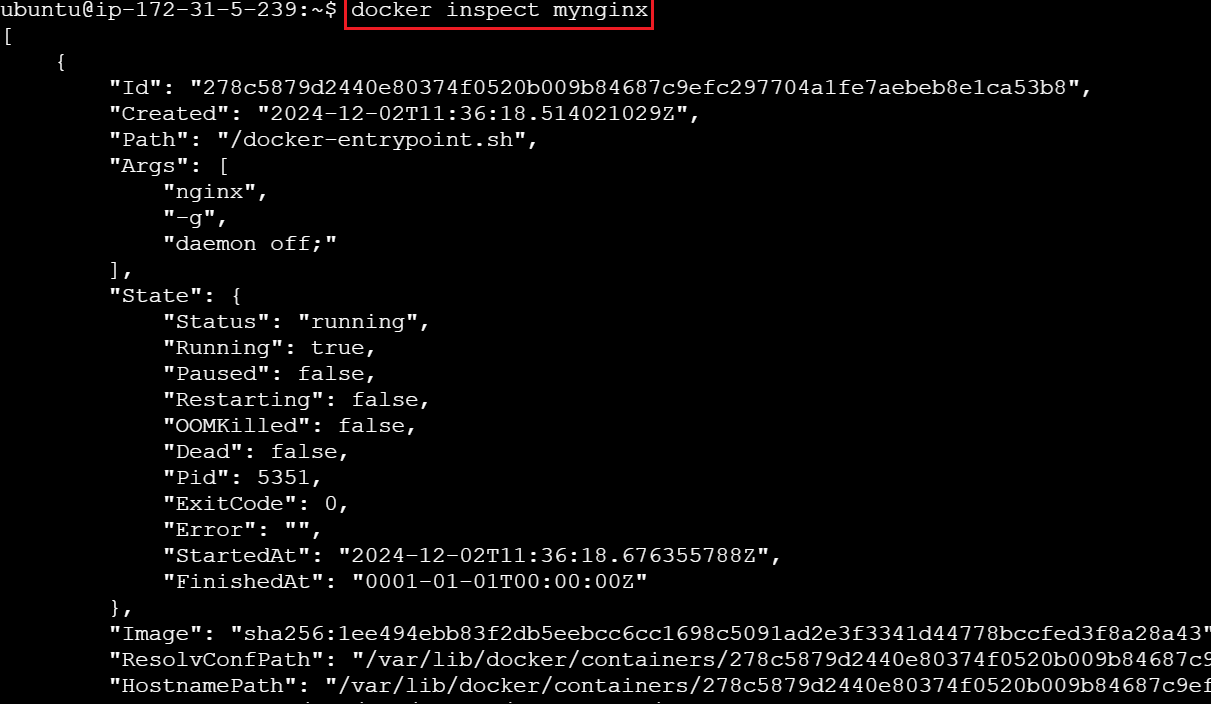 ubuntu@ip-172-31-5-239:~$ docker inspect mynginx
[
    {
        "Id": "278c5879d2440e80374f0520b009b84687c9efc297704a1fe7aebeb8e1ca53b8",
        "Created": "2024-12-02T11:36:18.514021029Z",
        "Path": "/docker-entrypoint.sh",
        "Args": [
            "nginx",
            "-g",
            "daemon off;"
        ],
        "State": {
            "Status": "running",
            "Running": true,
            "Paused": false,
            "Restarting": false,
            "OOMKilled": false,
            "Dead": false,
            "Pid": 5351,
            "ExitCode": 0,
            "Error": "",
            "StartedAt": "2024-12-02T11:36:18.676355788Z",
            "FinishedAt": "0001-01-01T00:00:00Z"
        },
        "Image": "sha256:1ee494ebb83f2db5eebcc6cc1698c5091ad2e3f3341d44778bccfed3f8a28a43"
        "ResolvConfPath": "/var/lib/docker/containers/278c5879d2440e80374f0520b009b84687c9
        "HostnamePath": "/var/lib/docker/containers/278c5879d2440e80374f0520b009b84687c9ef